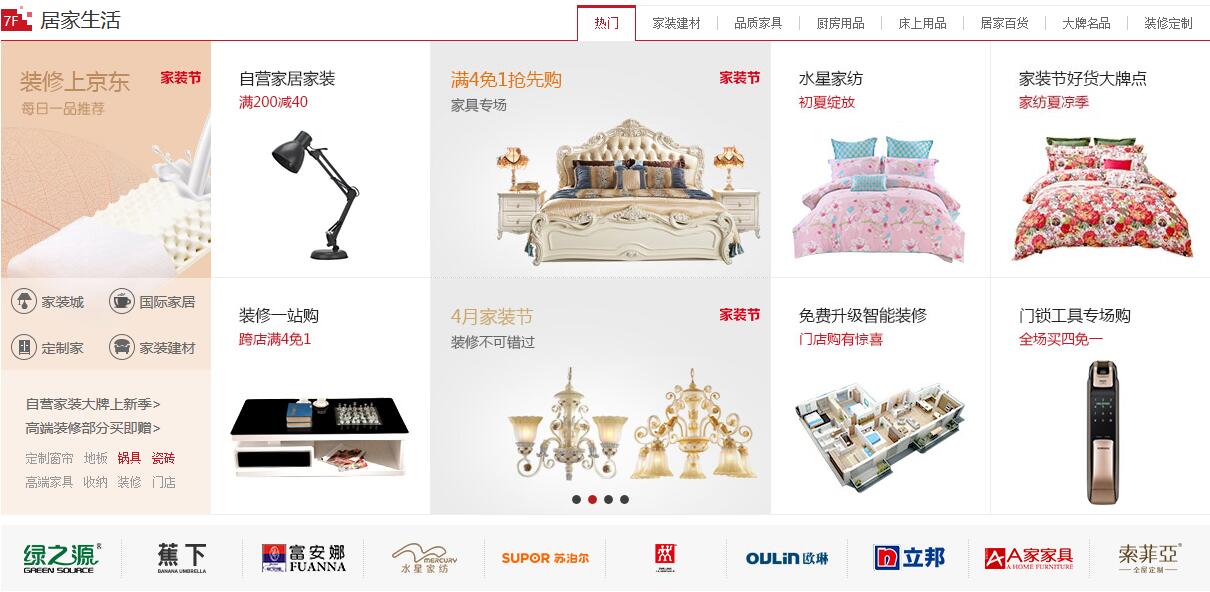 7F 居家生活
热门 家装建材 品质家具 厨房用品 床上用品 居家百货 大牌名品 装修定制
装修上京东 家装节
每日一品推荐
家装城 国际家居
定制家 家装建材
自营家装大牌上新季>
高端装修部分买即赠>
定制窗帘 地板 锅具 瓷砖
高端家具 收纳 装修 门店
自营家居家装
满200减40
满4免1抢先购 家装节
家具专场
水星家纺
初夏绽放
家装节好货大牌点
家纺夏凉季
装修一站购
跨店满4免1
4月家装节 家装节
装修不可错过
免费升级智能装修
门店购有惊喜
门锁工具专场购
全场买四免一
绿之源®
GREEN SOURCE
蕉下
BANANA UMBRELLA
富安娜
FUANNA
MERCURY
水星家纺
SUPOR 苏泊尔
OULin 欧琳
立邦
A家家具
A HOME FURNITURE
索菲亞®
全屋定制